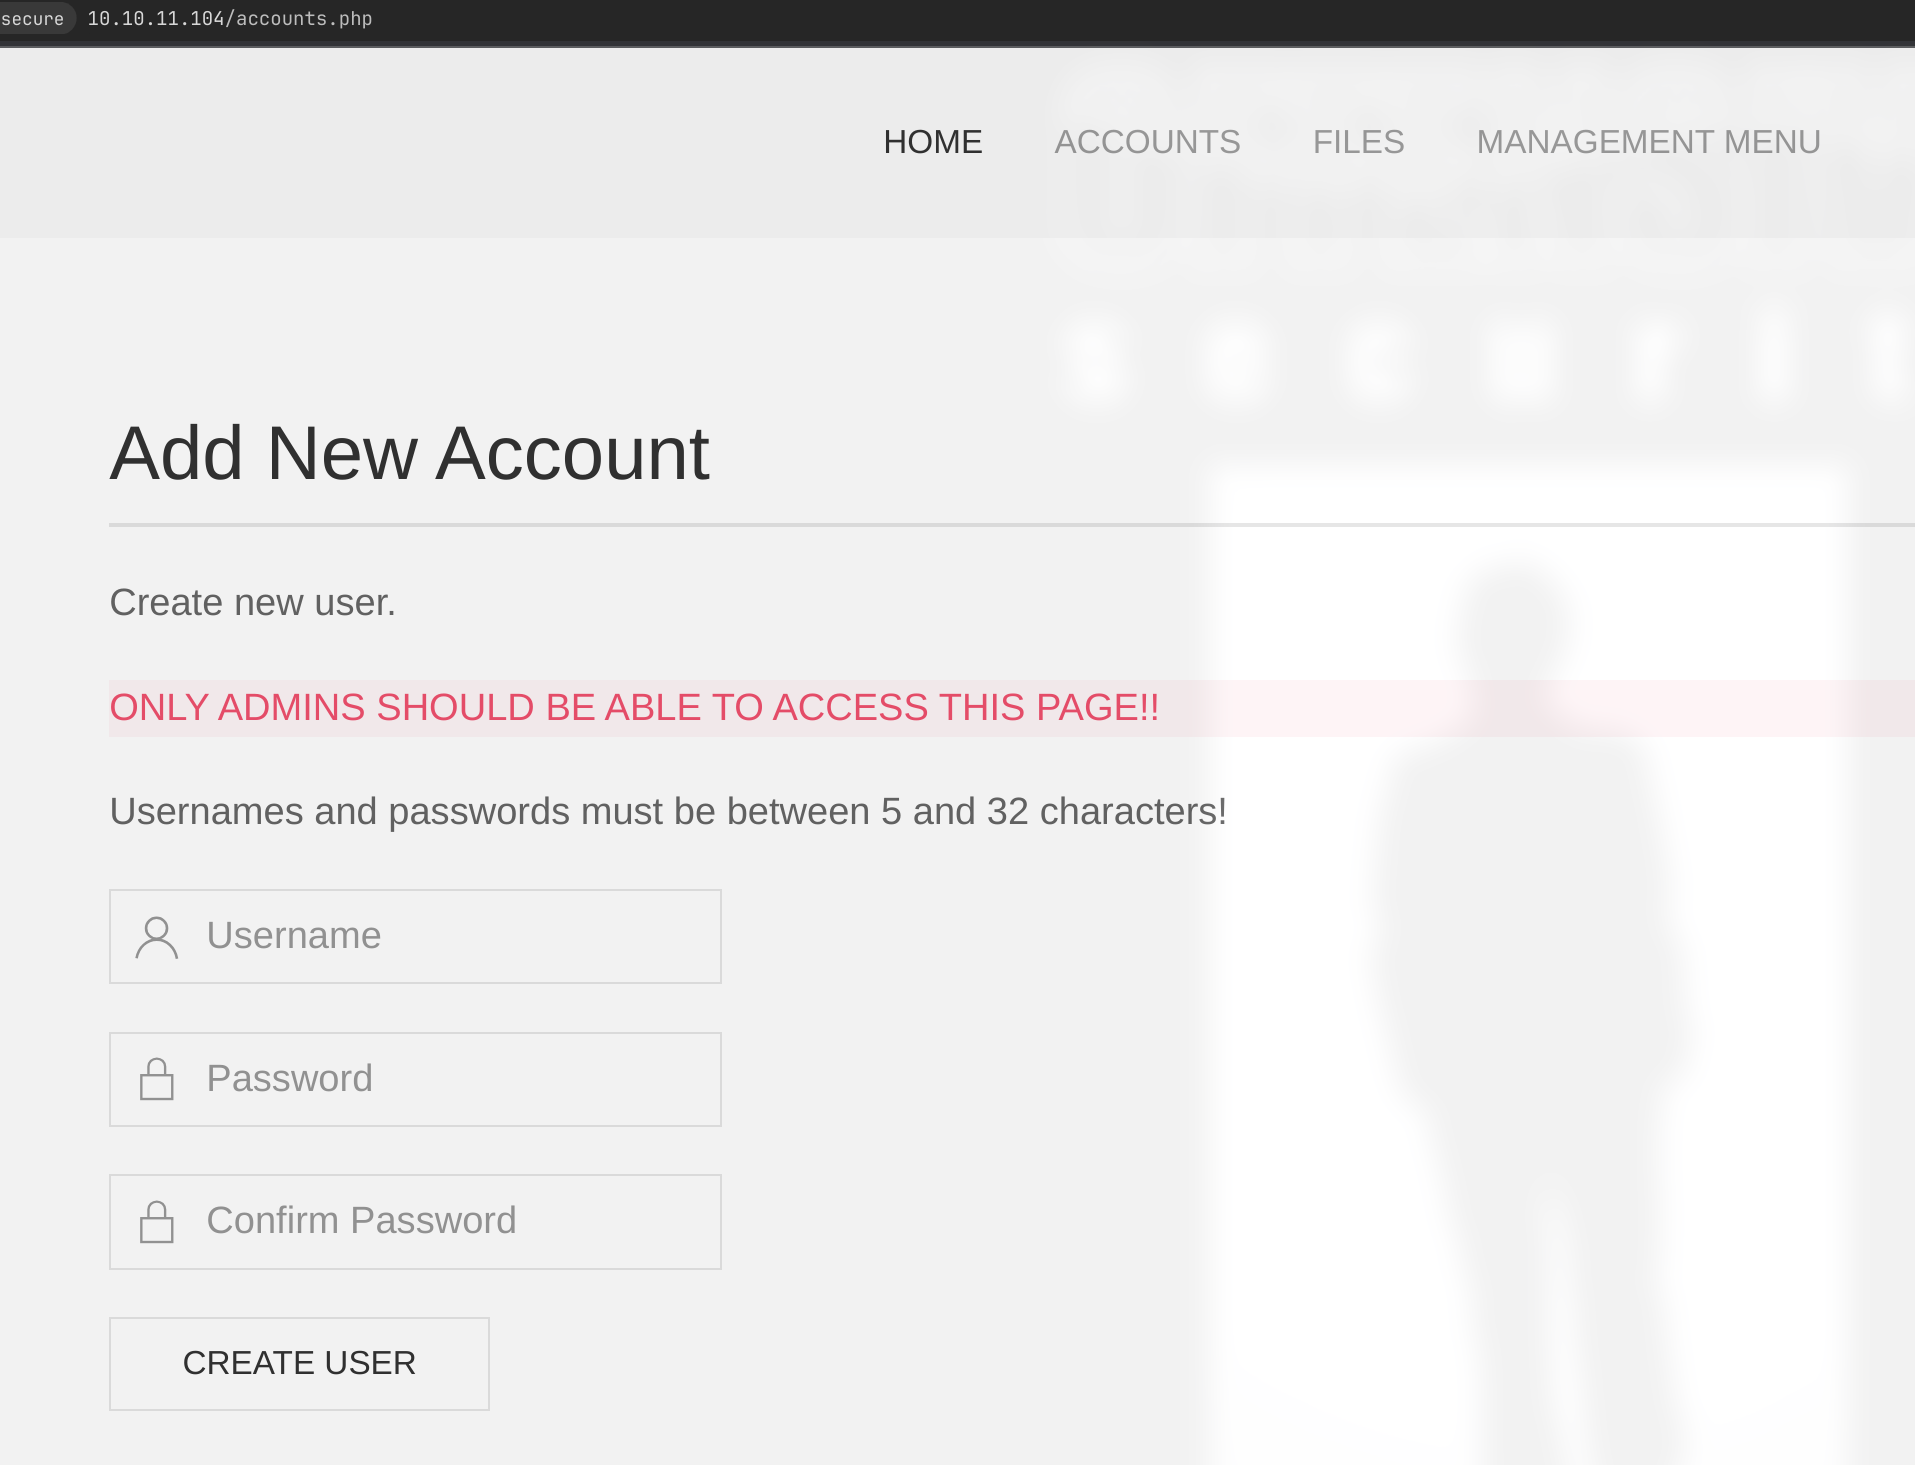 secure 10.10.11.104/accounts.php
HOME ACCOUNTS FILES MANAGEMENT MENU
Add New Account
Create new user.
ONLY ADMINS SHOULD BE ABLE TO ACCESS THIS PAGE!!
Usernames and passwords must be between 5 and 32 characters!
Username
Password
Confirm Password
CREATE USER